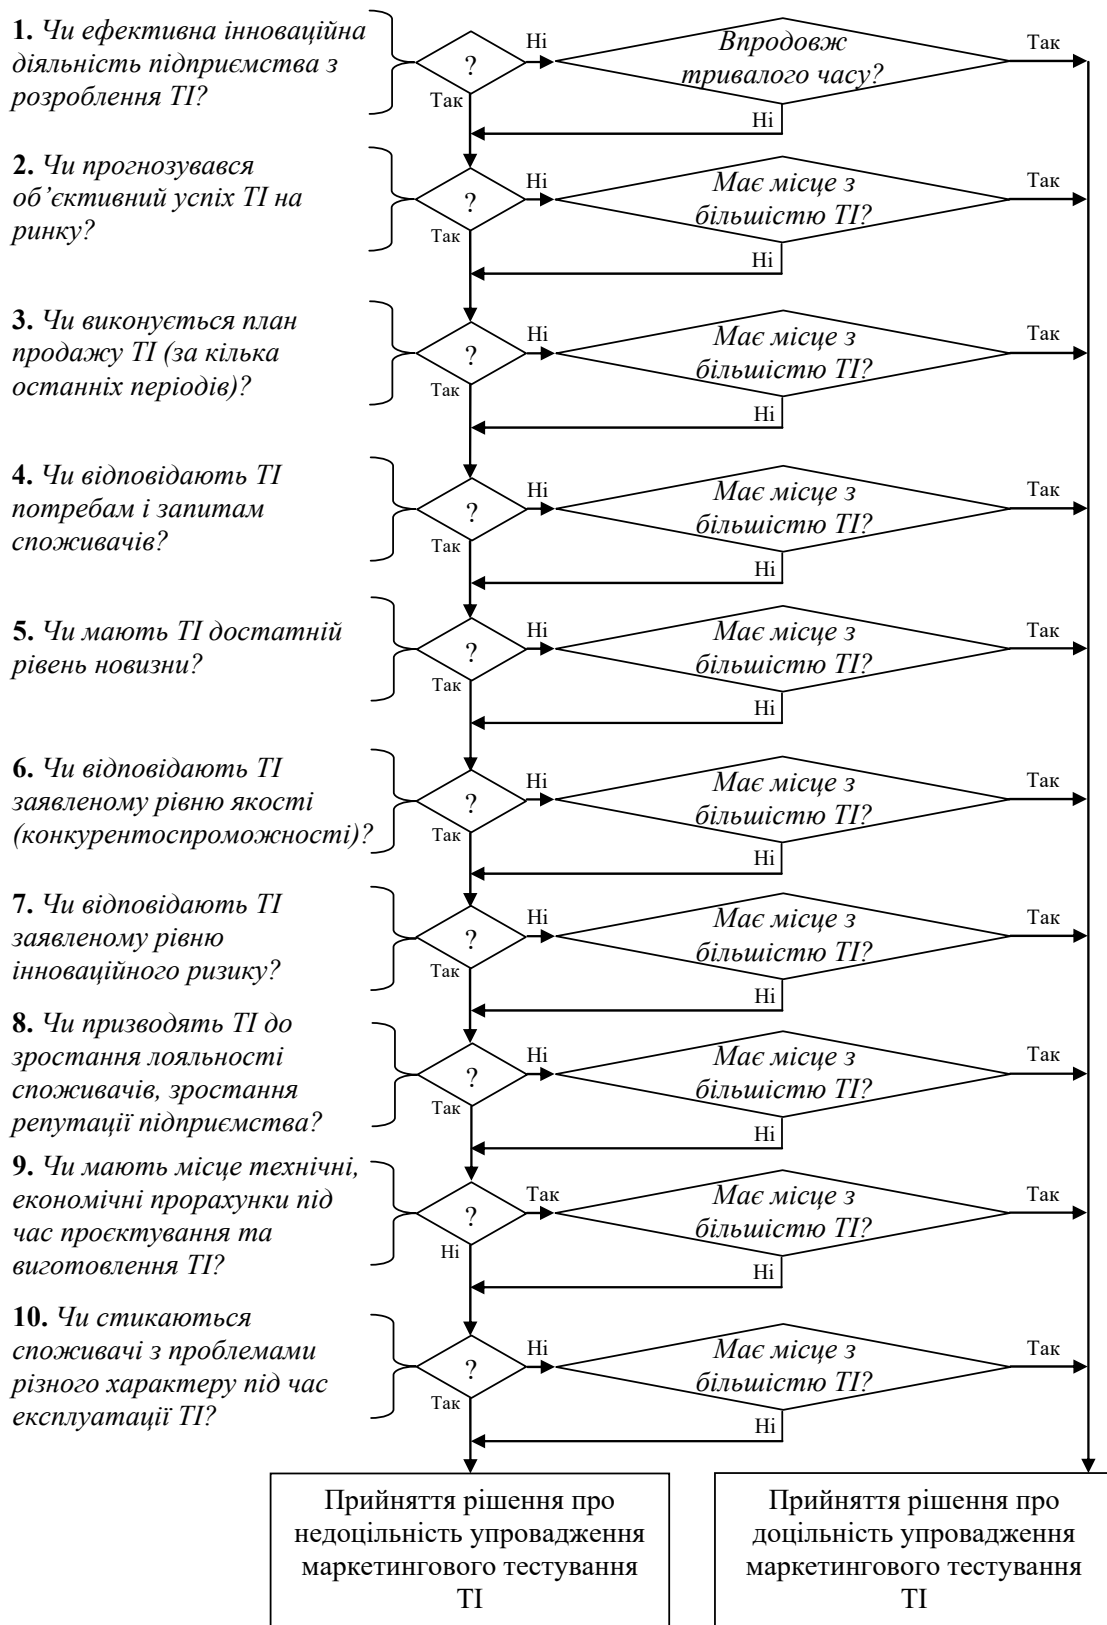 1. Чи ефективна інноваційна
діяльність підприємства з
розроблення ТІ?
?
Ні
Так
Впродовж
тривалого часу?
Так
Ні
2. Чи прогнозувався
об’єктивний успіх ТІ на
ринку?
?
Ні
Так
Має місце з
більшістю ТІ?
Так
Ні
3. Чи виконується план
продажу ТІ (за кілька
останніх періодів)?
?
Ні
Так
Має місце з
більшістю ТІ?
Так
Ні
4. Чи відповідають ТІ
потребам і запитам
споживачів?
?
Ні
Так
Має місце з
більшістю ТІ?
Так
Ні
5. Чи мають ТІ достатній
рівень новизни?
?
Ні
Так
Має місце з
більшістю ТІ?
Так
Ні
6. Чи відповідають ТІ
заявленому рівню якості
(конкурентоспроможності)?
?
Ні
Так
Має місце з
більшістю ТІ?
Так
Ні
7. Чи відповідають ТІ
заявленому рівню
інноваційного ризику?
?
Ні
Так
Має місце з
більшістю ТІ?
Так
Ні
8. Чи призводять ТІ до
зростання лояльності
споживачів, зростання
репутації підприємства?
?
Ні
Так
Має місце з
більшістю ТІ?
Так
Ні
9. Чи мають місце технічні,
економічні прорахунки під
час проєктування та
виготовлення ТІ?
?
Так
Ні
Має місце з
більшістю ТІ?
Так
Ні
10. Чи стикаються
споживачі з проблемами
різного характеру під час
експлуатації ТІ?
?
Ні
Так
Має місце з
більшістю ТІ?
Так
Ні
Прийняття рішення про
недоцільність упровадження
маркетингового тестування
ТІ
Прийняття рішення про
доцільність упровадження
маркетингового тестування
ТІ